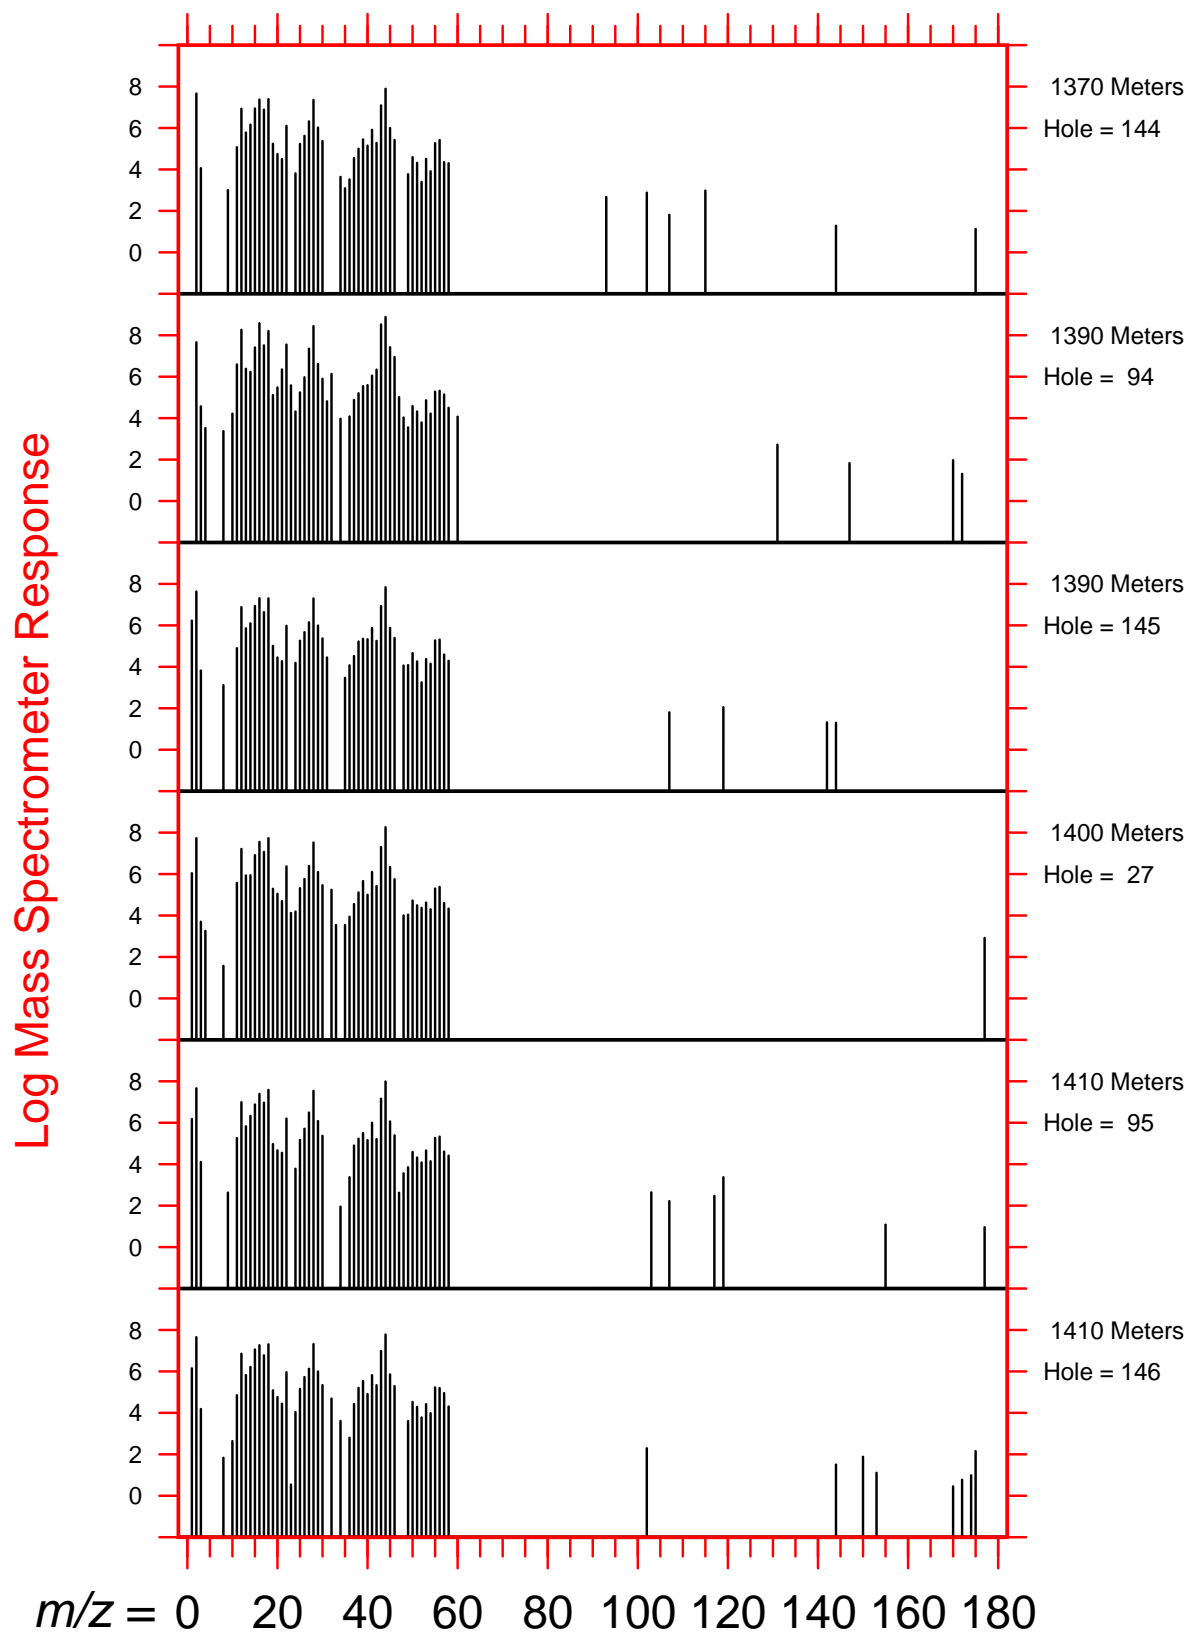 8
6
4
2
0
1370 Meters
Hole = 144
8
6
4
2
0
1390 Meters
Hole = 94
8
6
4
2
0
1390 Meters
Hole = 145
8
6
4
2
0
1400 Meters
Hole = 27
8
6
4
2
0
1410 Meters
Hole = 95
8
6
4
2
0
1410 Meters
Hole = 146
Log Mass Spectrometer Response
m/z = 0 20 40 60 80 100 120 140 160 180